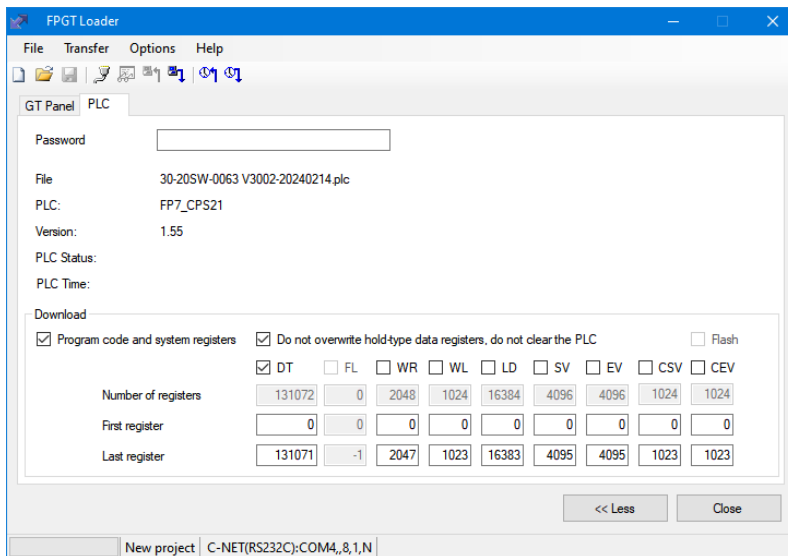 FPGT Loader
File Transfer Options Help
GT Panel PLC
Password
File 30-20SW-0063 V3002-20240214.plc
PLC: FP7_CPS21
Version: 1.55
PLC Status:
PLC Time:
Download
Program code and system registers Do not overwrite hold-type data registers, do not clear the PLC Flash
DT FL WR WL LD SV EV CSV CEV
Number of registers 131072 0 2048 1024 16384 4096 4096 1024 1024
First register 0 0 0 0 0 0 0 0 0
Last register 131071 -1 2047 1023 16383 4095 4095 1023 1023
<< Less Close
New project C-NET(RS232C):COM4,,8,1,N